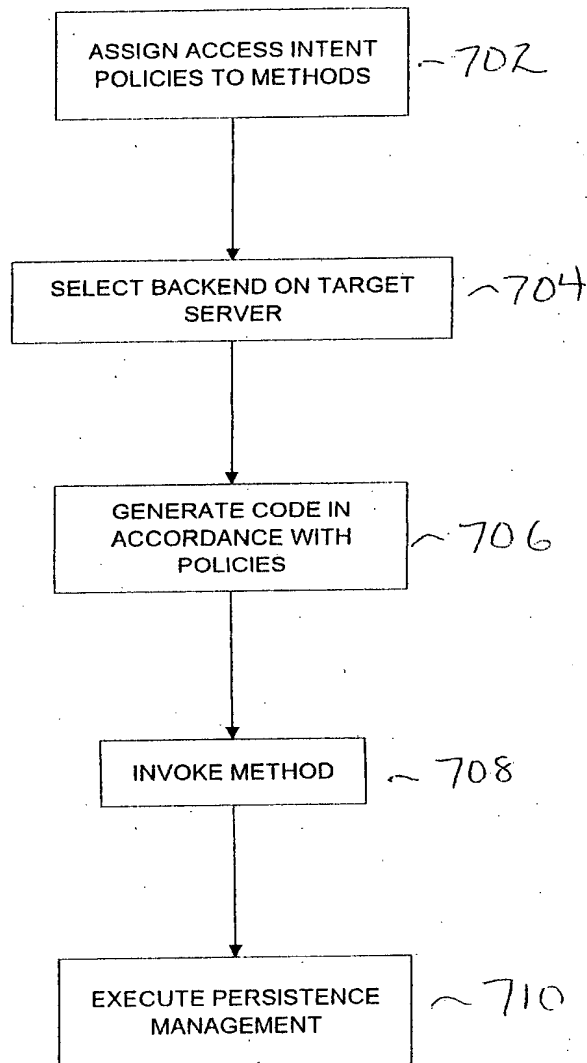 ASSIGN ACCESS INTENT
POLICIES TO METHODS
~702
SELECT BACKEND ON TARGET
SERVER
~704
GENERATE CODE IN
ACCORDANCE WITH
POLICIES
~706
INVOKE METHOD
~708
EXECUTE PERSISTENCE
MANAGEMENT
~710